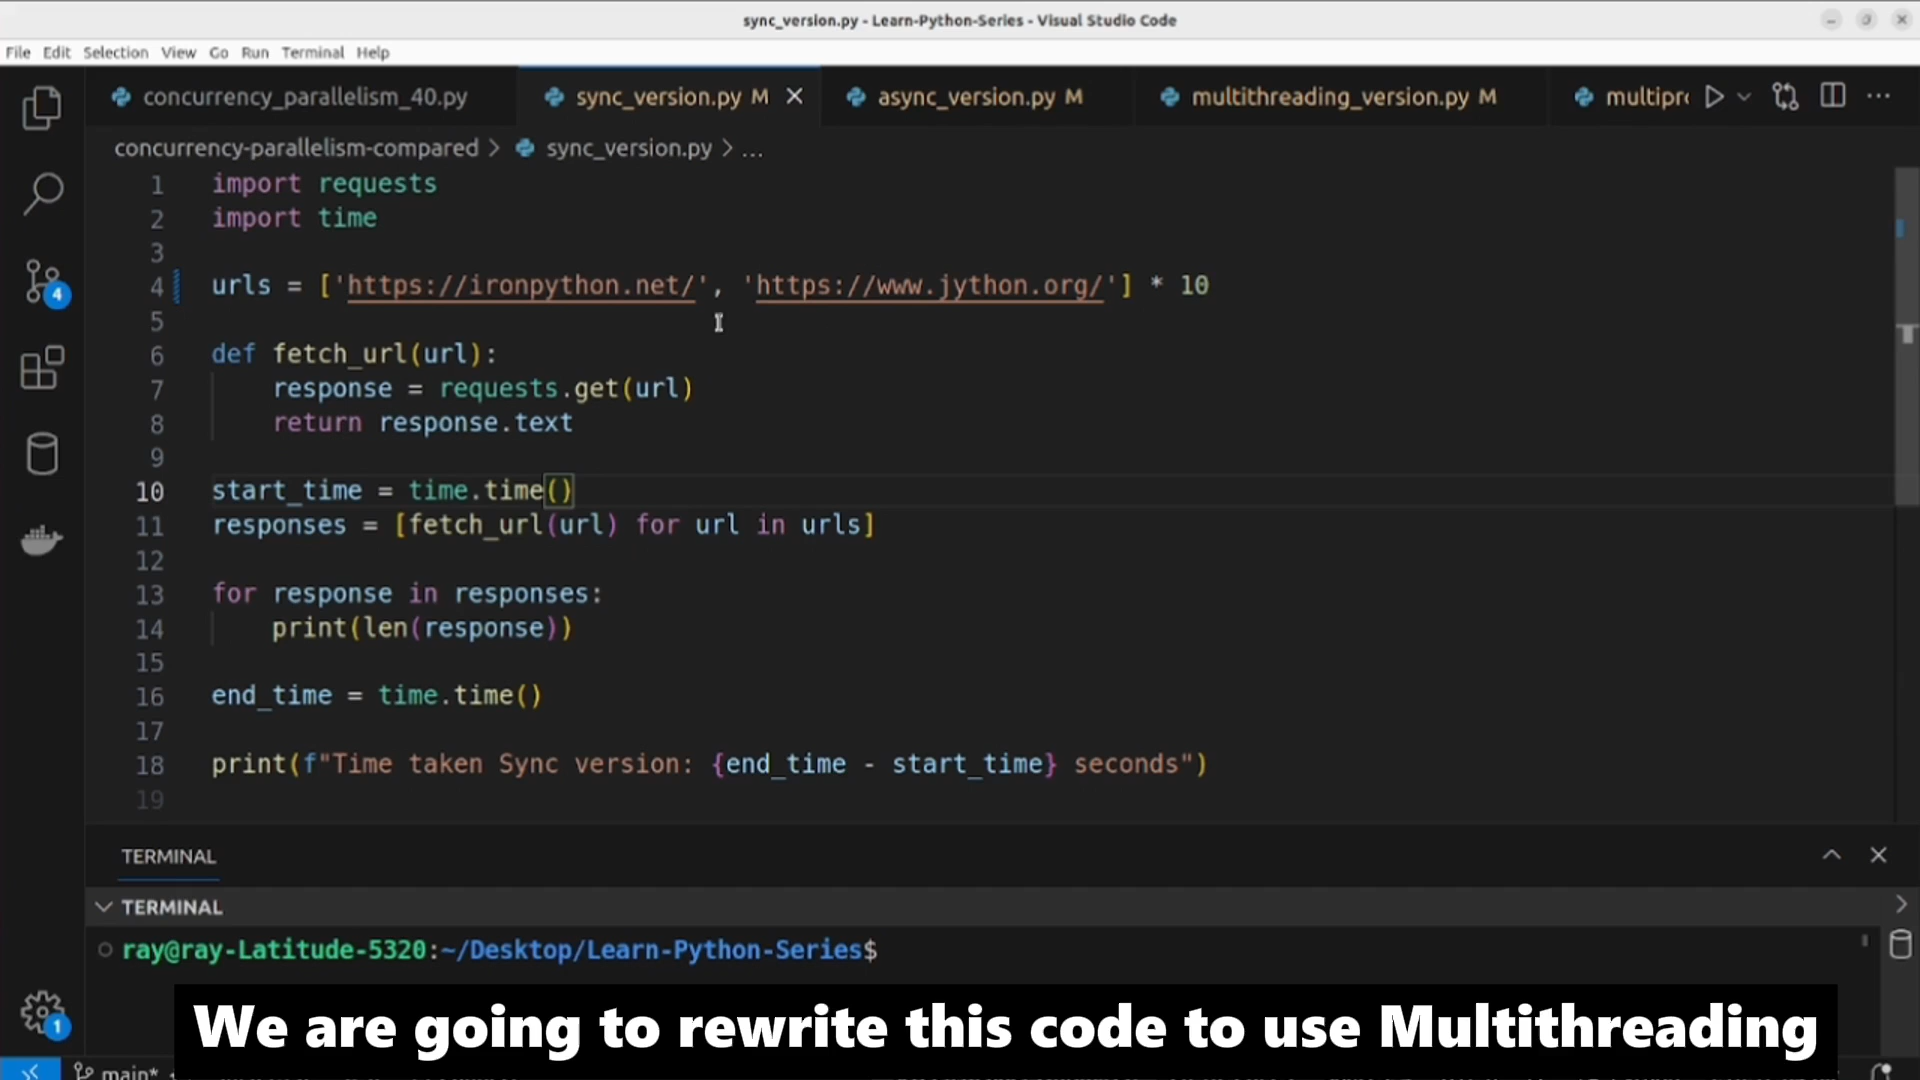 sync_version.py - Learn-Python-Series - Visual Studio Code
File Edit Selection View Go Run Terminal Help
concurrency_parallelism_40.py sync_version.py M async_version.py M multithreading_version.py M multipr
concurrency-parallelism-compared > sync_version.py > ...
1 import requests
2 import time
3
4 urls = ['https://ironpython.net/', 'https://www.jython.org/'] * 10
5
6 def fetch_url(url):
7 response = requests.get(url)
8 return response.text
9
10 start_time = time.time()
11 responses = [fetch_url(url) for url in urls]
12
13 for response in responses:
14 print(len(response))
15
16 end_time = time.time()
17
18 print(f"Time taken Sync version: {end_time - start_time} seconds")
19
4
TERMINAL
TERMINAL
ray@ray-Latitude-5320:~/Desktop/Learn-Python-Series$
1
We are going to rewrite this code to use Multithreading
main*